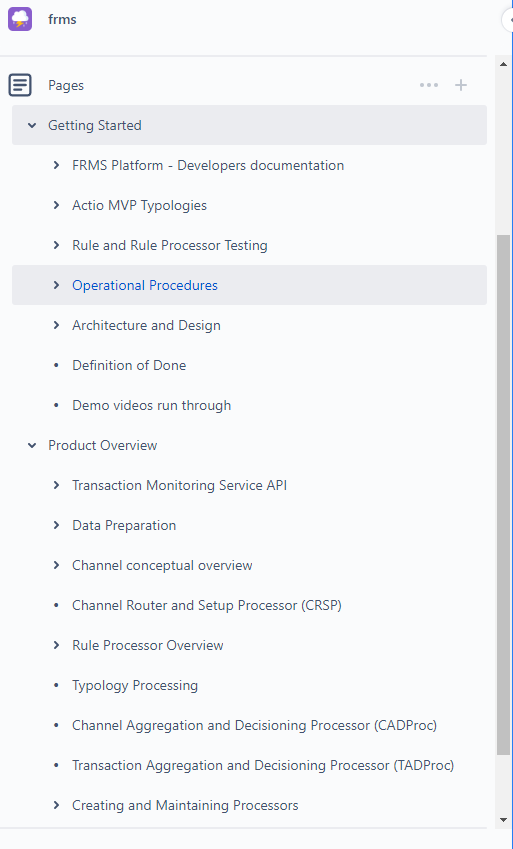 frms
Pages
Getting Started
FRMS Platform - Developers documentation
Actio MVP Typologies
Rule and Rule Processor Testing
Operational Procedures
Architecture and Design
Definition of Done
Demo videos run through
Product Overview
Transaction Monitoring Service API
Data Preparation
Channel conceptual overview
Channel Router and Setup Processor (CRSP)
Rule Processor Overview
Typology Processing
Channel Aggregation and Decisioning Processor (CADProc)
Transaction Aggregation and Decisioning Processor (TADProc)
Creating and Maintaining Processors